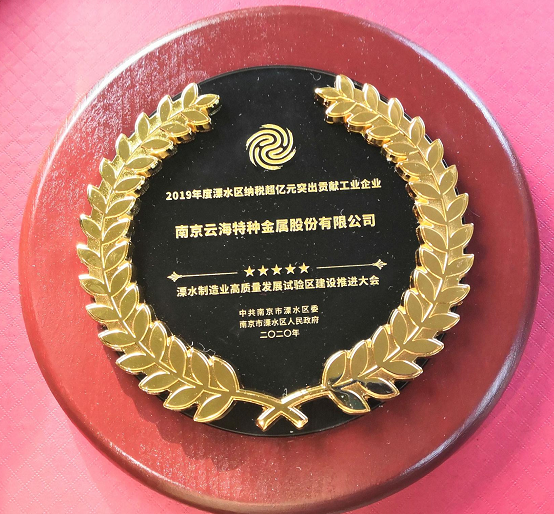 2019年度溧水区纳税超亿元突出贡献工业企业
南京云海特种金属股份有限公司
溧水制造业高质量发展试验区建设推进大会
中共南京市溧水区委
南京市溧水区人民政府
二〇二〇年